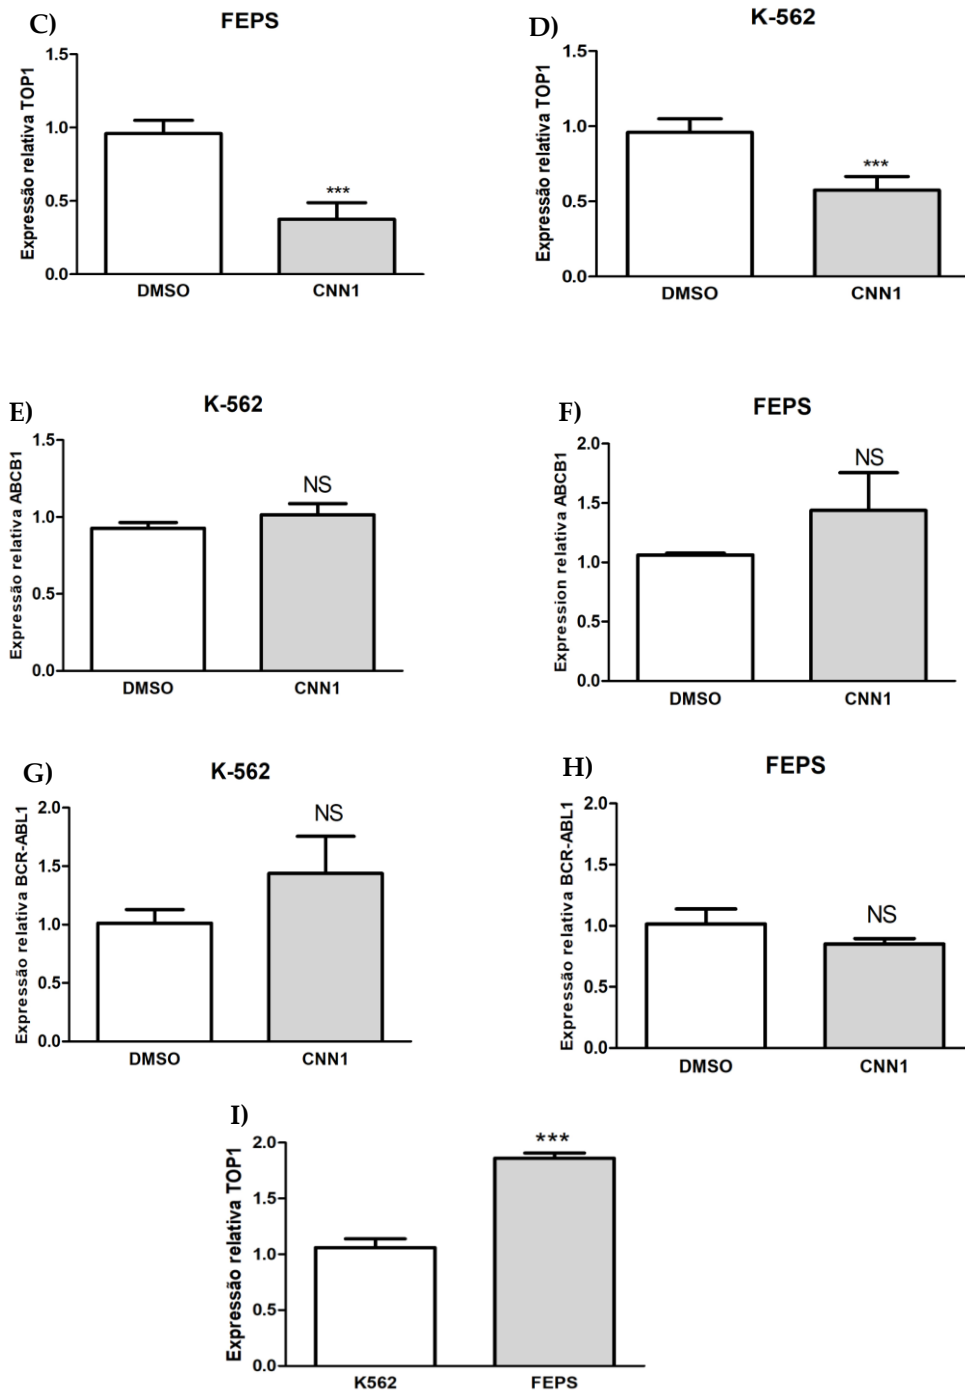 C)
FEPS
Expressão relativa TOP1
1.5
1.0
0.5
0.0
***
DMSO
CNN1
D)
K-562
Expressão relativa TOP1
1.5
1.0
0.5
0.0
***
DMSO
CNN1
E)
K-562
Expressão relativa ABCB1
1.5
1.0
0.5
0.0
NS
DMSO
CNN1
F)
FEPS
Expression relativa ABCB1
2.0
1.5
1.0
0.5
0.0
NS
DMSO
CNN1
G)
K-562
Expressão relativa BCR-ABL1
2.0
1.5
1.0
0.5
0.0
NS
DMSO
CNN1
H)
FEPS
Expressão relativa BCR-ABL1
2.0
1.5
1.0
0.5
0.0
NS
DMSO
CNN1
I)
Expressão relativa TOP1
2.0
1.5
1.0
0.5
0.0
***
K562
FEPS